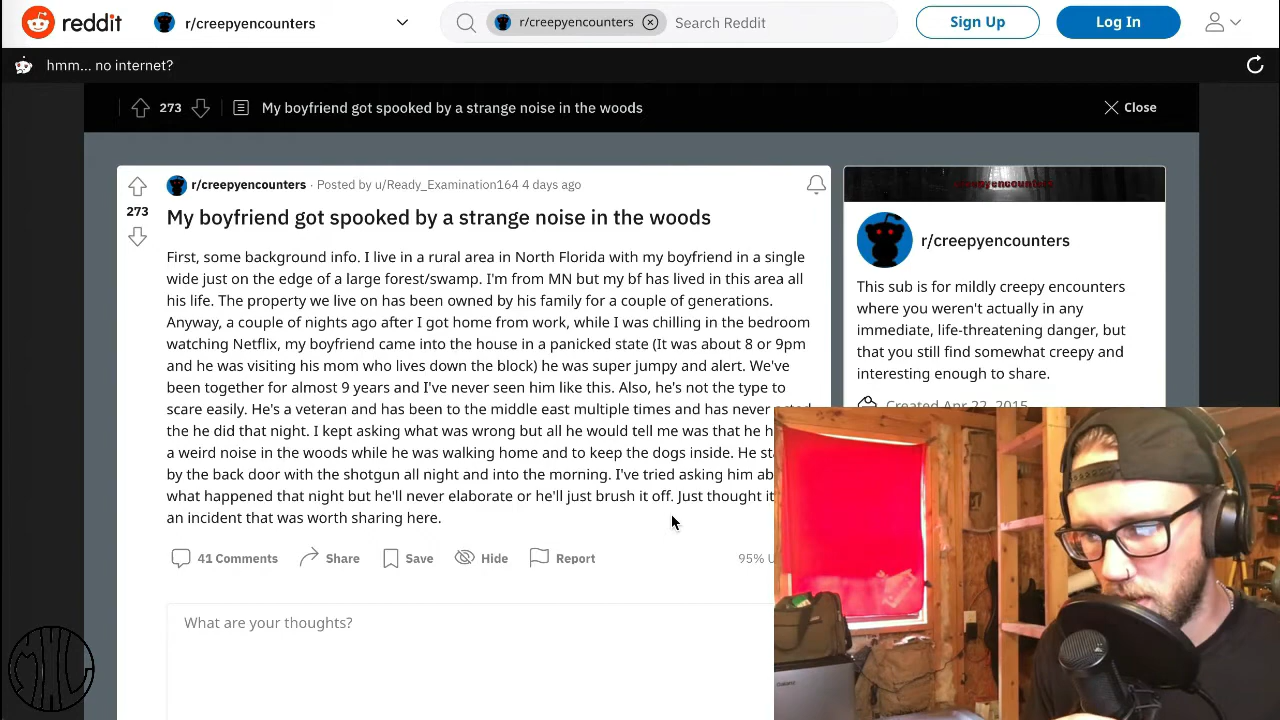 reddit
r/creepyencounters
r/creepyencounters
Search Reddit
Sign Up
Log In
hmm... no internet?
273
My boyfriend got spooked by a strange noise in the woods
Close
r/creepyencounters · Posted by u/Ready_Examination164 4 days ago
273
My boyfriend got spooked by a strange noise in the woods
First, some background info. I live in a rural area in North Florida with my boyfriend in a single
wide just on the edge of a large forest/swamp. I'm from MN but my bf has lived in this area all
his life. The property we live on has been owned by his family for a couple of generations.
Anyway, a couple of nights ago after I got home from work, while I was chilling in the bedroom
watching Netflix, my boyfriend came into the house in a panicked state (It was about 8 or 9pm
and he was visiting his mom who lives down the block) he was super jumpy and alert. We've
been together for almost 9 years and I've never seen him like this. Also, he's not the type to
scare easily. He's a veteran and has been to the middle east multiple times and has never
the he did that night. I kept asking what was wrong but all he would tell me was that he
a weird noise in the woods while he was walking home and to keep the dogs inside. He
by the back door with the shotgun all night and into the morning. I've tried asking him
what happened that night but he'll never elaborate or he'll just brush it off. Just thought it
an incident that was worth sharing here.
41 Comments
Share
Save
Hide
Report
95%
What are your thoughts?
creepyencounters
r/creepyencounters
This sub is for mildly creepy encounters
where you weren't actually in any
immediate, life-threatening danger, but
that you still find somewhat creepy and
interesting enough to share.
Created Apr 22, 2015